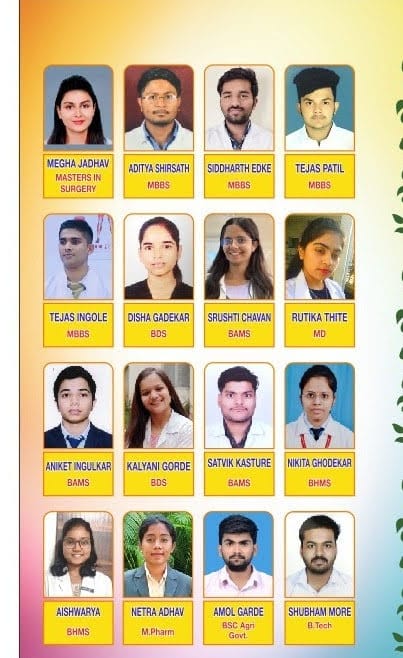 MEGHA JADHAV
MASTERS IN
SURGERY
ADITYA SHIRSATH
MBBS
SIDDHARTH EDKE
MBBS
TEJAS PATIL
MBBS
TEJAS INGOLE
MBBS
DISHA GADEKAR
BDS
SRUSHTI CHAVAN
BAMS
RUTIKA THITE
MD
ANIKET INGULKAR
BAMS
KALYANI GORDE
BDS
SATVIK KASTURE
BAMS
NIKITA GHODEKAR
BHMS
AISHWARYA
BHMS
NETRA ADHAV
M.Pharm
AMOL GARDE
BSC Agri
Govt.
SHUBHAM MORE
B.Tech